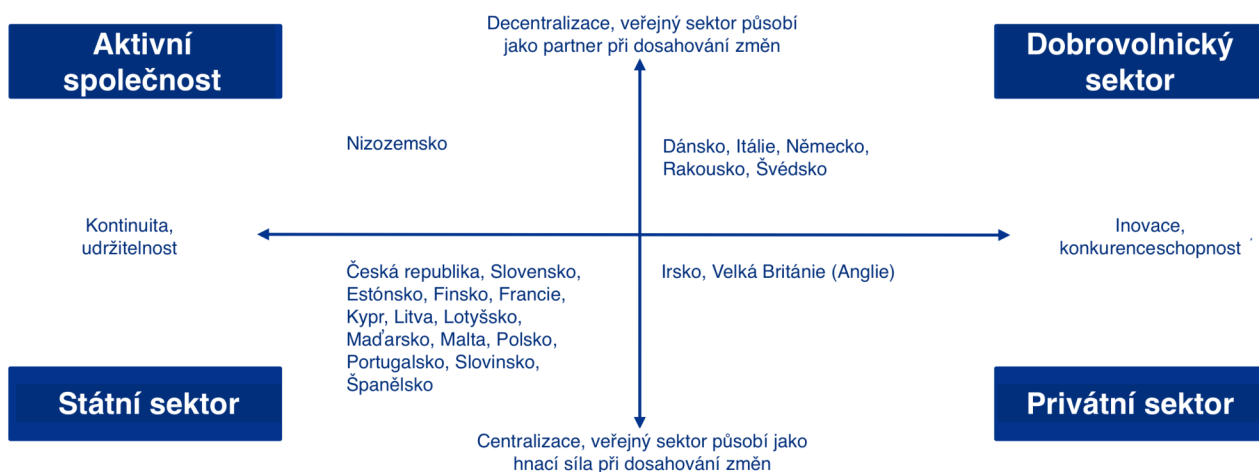 Decentralizace, veřejný sektor působí
jako partner při dosahování změn
Aktivní
společnost
Dobrovolnický
sektor
Nizozemsko
Dánsko, Itálie, Německo,
Rakousko, Švédsko
Kontinuita,
udržitelnost
Inovace,
konkurenceschopnost
Česká republika, Slovensko,
Estónsko, Finsko, Francie,
Kypr, Litva, Lotyšsko,
Maďarsko, Malta, Polsko,
Portugalsko, Slovinsko,
Španělsko
Irsko, Velká Británie (Anglie)
Státní sektor
Privátní sektor
Centralizace, veřejný sektor působí jako
hnací síla při dosahování změn